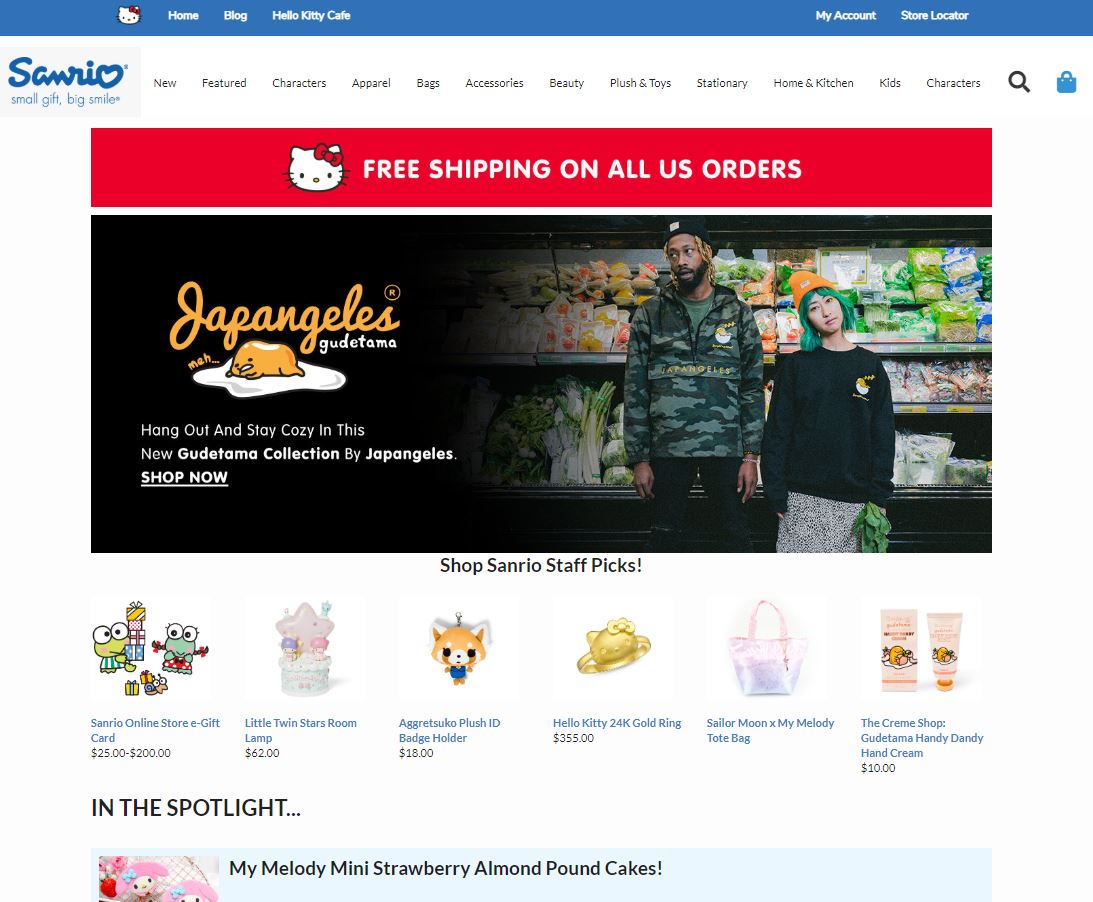 Home
Blog
Hello Kitty Cafe
My Account
Store Locator
Sanrio®
small gift, big smile®
New
Featured
Characters
Apparel
Bags
Accessories
Beauty
Plush & Toys
Stationary
Home & Kitchen
Kids
Characters
FREE SHIPPING ON ALL US ORDERS
Japangeles®
gudetama
meh...
Hang Out And Stay Cozy In This
New Gudetama Collection By Japangeles.
SHOP NOW
JAPANGELES
Shop Sanrio Staff Picks!
Sanrio Online Store e-Gift
Card
$25.00-$200.00
Little Twin Stars Room
Lamp
$62.00
Aggretsuko Plush ID
Badge Holder
$18.00
Hello Kitty 24K Gold Ring
$355.00
Sailor Moon x My Melody
Tote Bag
The Creme Shop:
Gudetama Handy Dandy
Hand Cream
$10.00
IN THE SPOTLIGHT...
My Melody Mini Strawberry Almond Pound Cakes!